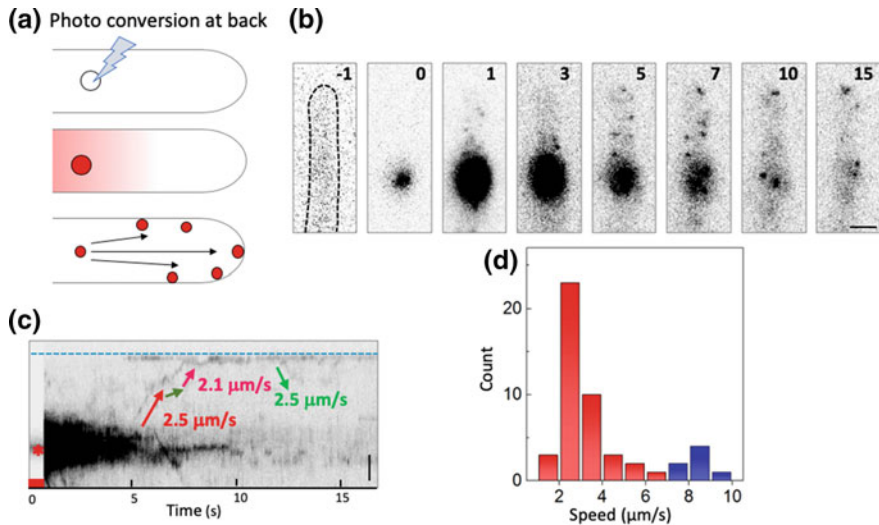 (a) Photo conversion at back
(b)
-1 0 1 3 5 7 10 15
(c)
2.1 μm/s
2.5 μm/s
2.5 μm/s
*
0 5 10 15
Time (s)
(d)
20
10
0
Count
2 4 6 8 10
Speed (μm/s)